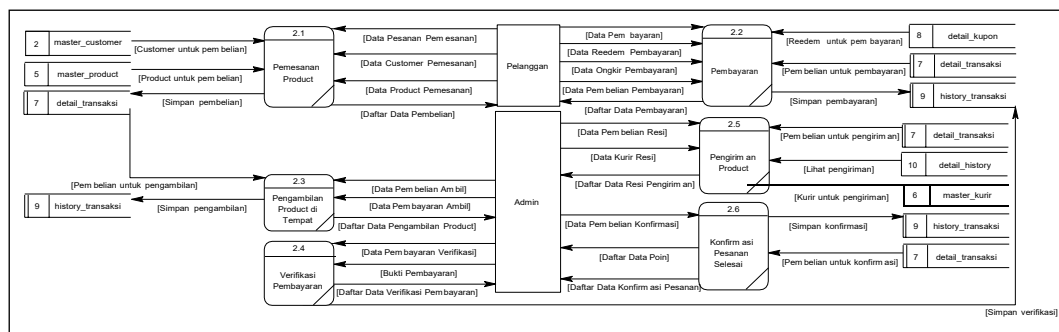 2 master_customer
[Customer untuk pembelian]
5 master_product
[Product untuk pembelian]
7 detail_transaksi
[Simpan pembelian]
2.1
Pemesanan
Product
[Data Pesanan Pemesanan]
[Data Customer Pemesanan]
[Data Product Pemesanan]
[Daftar Data Pembelian]
Pelanggan
[Data Pembayaran]
[Data Reedem Pembayaran]
[Data Ongkir Pembayaran]
[Data Pembelian Pembayaran]
[Daftar Data Pembayaran]
2.2
Pembayaran
[Reedem untuk pembayaran]
8 detail_kupon
[Pembelian untuk pembayaran]
7 detail_transaksi
[Simpan pembayaran]
9 history_transaksi
[Pembelian untuk pengambilan]
9 history_transaksi
[Simpan pengambilan]
2.3
Pengambilan
Product di
Tempat
[Data Pembelian Ambil]
[Data Pembayaran Ambil]
[Daftar Data Pengambilan Product]
2.4
Verifikasi
Pembayaran
[Data Pembayaran Verifikasi]
[Bukti Pembayaran]
[Daftar Data Verifikasi Pembayaran]
Admin
[Data Pembelian Resi]
[Data Kurir Resi]
[Daftar Data Resi Pengiriman]
2.5
Pengiriman
Product
[Pembelian untuk pengiriman]
7 detail_transaksi
[Lihat pengiriman]
10 detail_history
[Kurir untuk pengiriman]
6 master_kurir
[Data Pembelian Konfirmasi]
[Daftar Data Poin]
[Daftar Data Konfirmasi Pesanan]
2.6
Konfirmasi
Pesanan
Selesai
[Simpan konfirmasi]
9 history_transaksi
[Pembelian untuk konfirmasi]
7 detail_transaksi
[Simpan verifikasi]